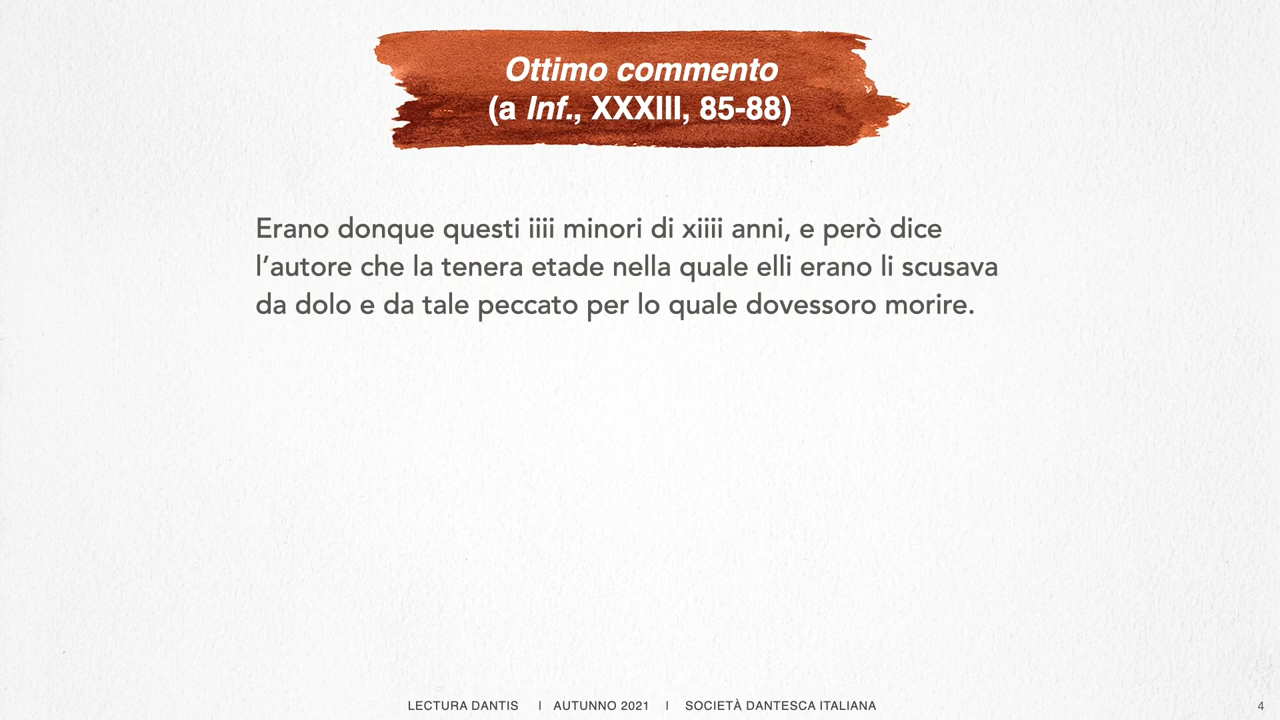 Ottimo commento
(a Inf., XXXIII, 85-88)
Erano donque questi iiii minori di xiiii anni, e però dice
l’autore che la tenera etade nella quale elli erano li scusava
da dolo e da tale peccato per lo quale dovessoro morire.
LECTURA DANTIS | AUTUNNO 2021 | SOCIETÀ DANTESCA ITALIANA
4